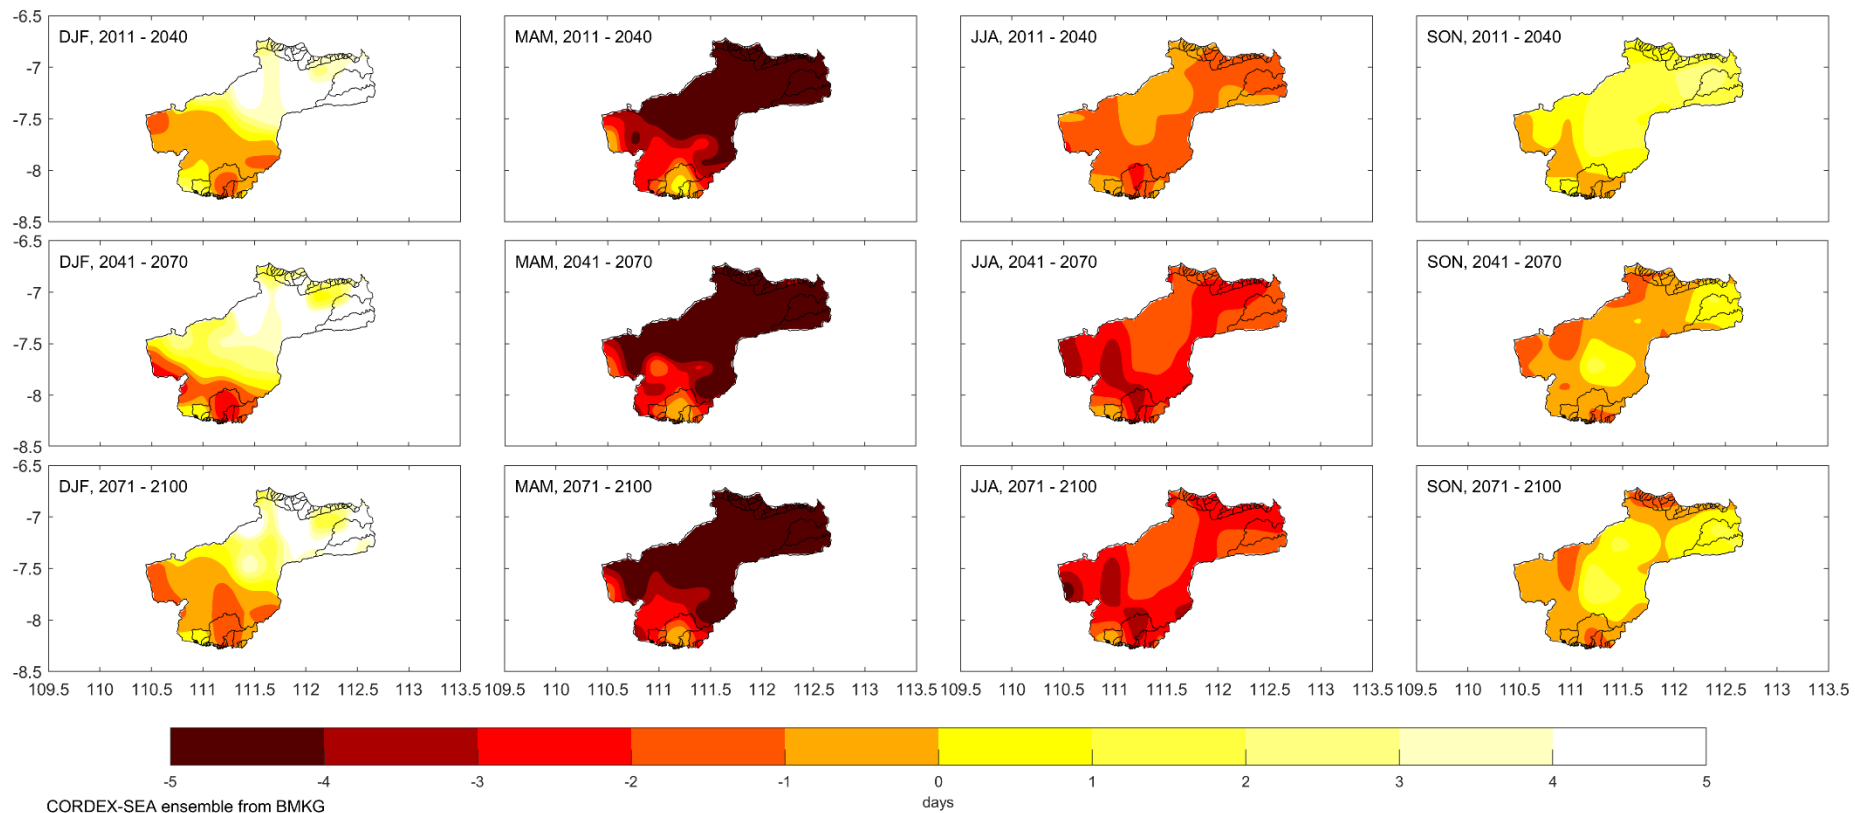 DJF, 2011 - 2040
MAM, 2011 - 2040
JJA, 2011 - 2040
SON, 2011 - 2040
-6.5
-7
-7.5
-8
-8.5
DJF, 2041 - 2070
MAM, 2041 - 2070
JJA, 2041 - 2070
SON, 2041 - 2070
-6.5
-7
-7.5
-8
-8.5
DJF, 2071 - 2100
MAM, 2071 - 2100
JJA, 2071 - 2100
SON, 2071 - 2100
-6.5
-7
-7.5
-8
-8.5
109.5 110 110.5 111 111.5 112 112.5 113 113.5
109.5 110 110.5 111 111.5 112 112.5 113 113.5
109.5 110 110.5 111 111.5 112 112.5 113 113.5
109.5 110 110.5 111 111.5 112 112.5 113 113.5
-5 -4 -3 -2 -1 0 1 2 3 4 5
days
CORDEX-SEA ensemble from BMKG